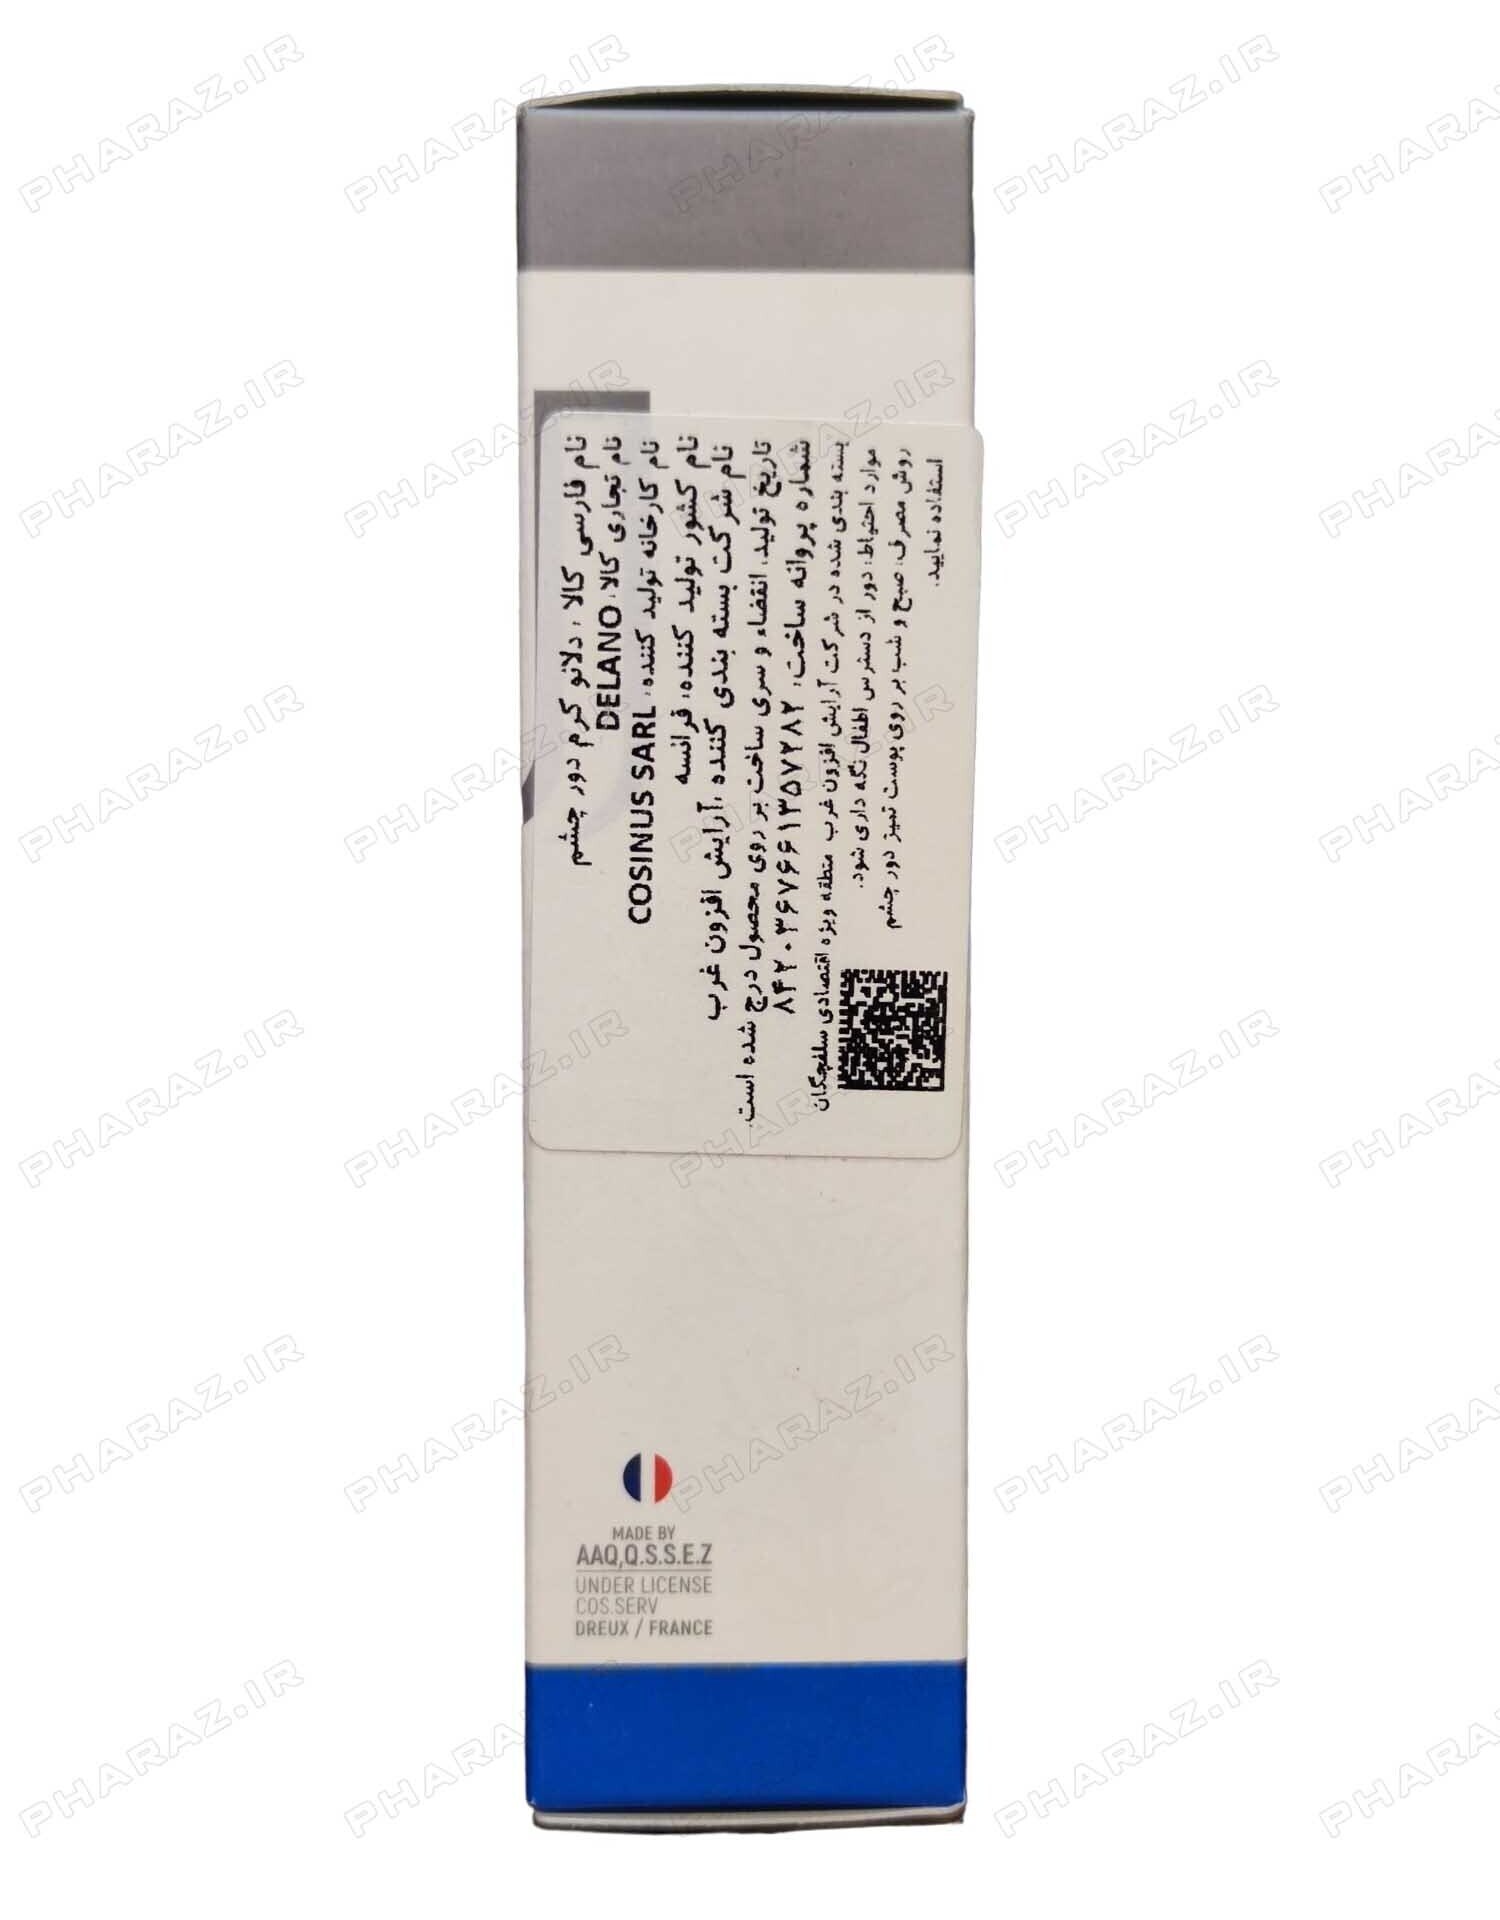 نام فارسی کالا : دلانو کرم دور چشم
نام تجاری کالا: DELANO
نام کارخانه تولید کننده: COSINUS SARL
نام کشور تولید کننده: فرانسه
نام شرکت بسته بندی کننده :آرایش افزون غرب
تاریخ تولید، انقضاء و سری ساخت بر روی محصول درج شده است.
شماره پروانه ساخت: ۸۴۲۰۳۶۷۶۶۱۳۵۷۲۸۲
بسته بندی شده در شرکت آرایش افزون غرب منطقه ویژه اقتصادی سلفچگان
موارد احتیاط: دور از دسترس اطفال نگه داری شود.
روش مصرف: صبح و شب بر روی پوست تمیز دور چشم
استفاده نمایید.
MADE BY
AAQ,Q.S.S.E.Z
UNDER LICENSE
COS.SERV
DREUX / FRANCE
PHARAZ.IR